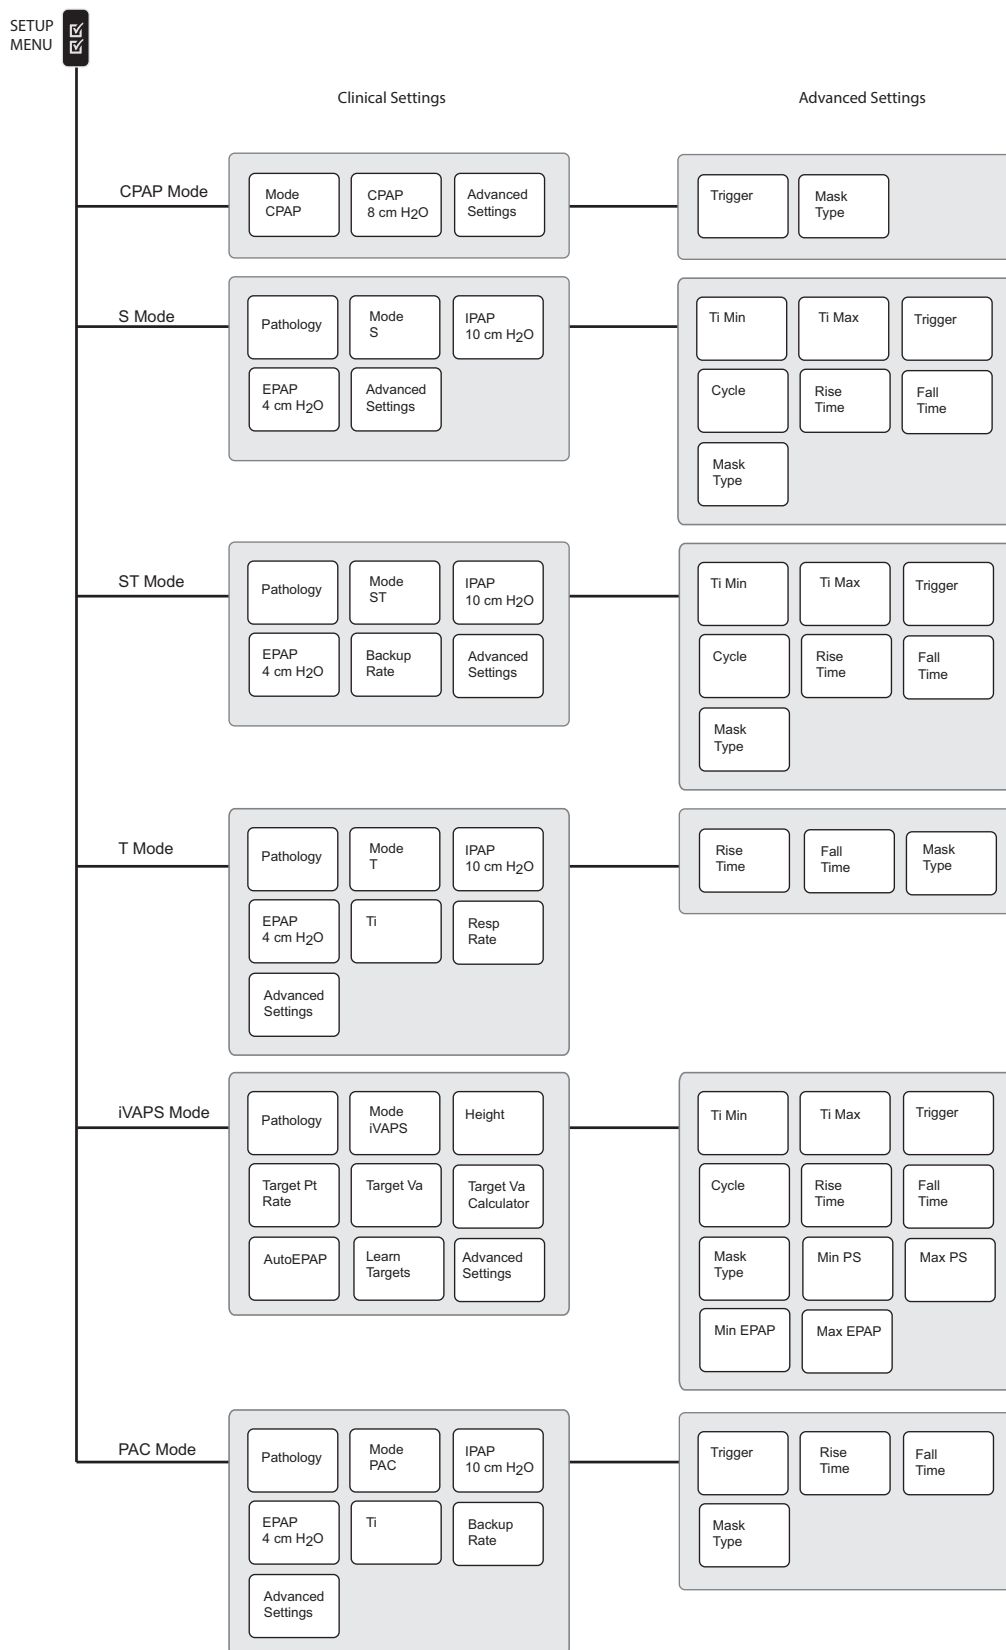 SETUP
MENU
Clinical Settings
Advanced Settings
CPAP Mode
Mode
CPAP
CPAP
8 cm H2O
Advanced
Settings
Trigger
Mask
Type
S Mode
Pathology
Mode
S
IPAP
10 cm H2O
EPAP
4 cm H2O
Advanced
Settings
Ti Min
Ti Max
Trigger
Cycle
Rise
Time
Fall
Time
Mask
Type
ST Mode
Pathology
Mode
ST
IPAP
10 cm H2O
EPAP
4 cm H2O
Backup
Rate
Advanced
Settings
Ti Min
Ti Max
Trigger
Cycle
Rise
Time
Fall
Time
Mask
Type
T Mode
Pathology
Mode
T
IPAP
10 cm H2O
EPAP
4 cm H2O
Ti
Resp
Rate
Advanced
Settings
Rise
Time
Fall
Time
Mask
Type
iVAPS Mode
Pathology
Mode
iVAPS
Height
Target Pt
Rate
Target Va
Target Va
Calculator
AutoEPAP
Learn
Targets
Advanced
Settings
Ti Min
Ti Max
Trigger
Cycle
Rise
Time
Fall
Time
Mask
Type
Min PS
Max PS
Min EPAP
Max EPAP
PAC Mode
Pathology
Mode
PAC
IPAP
10 cm H2O
EPAP
4 cm H2O
Ti
Backup
Rate
Advanced
Settings
Trigger
Rise
Time
Fall
Time
Mask
Type